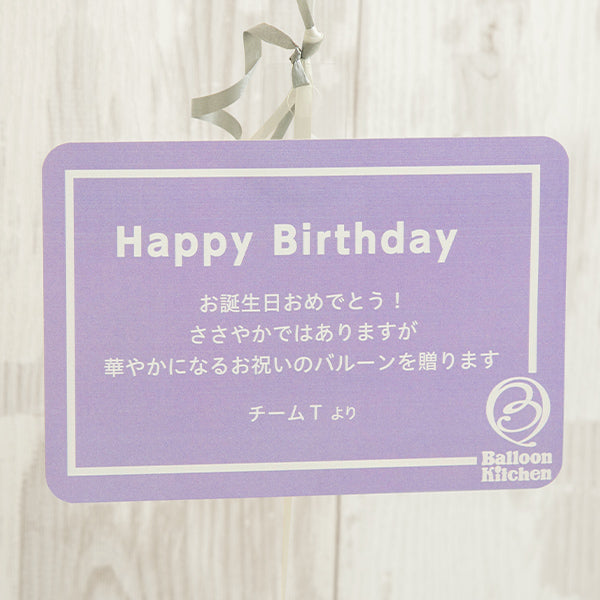 Happy Birthday
お誕生日おめでとう！
ささやかではありますが
華やかになるお祝いのバルーンを贈ります
チームT より
Balloon
Kitchen